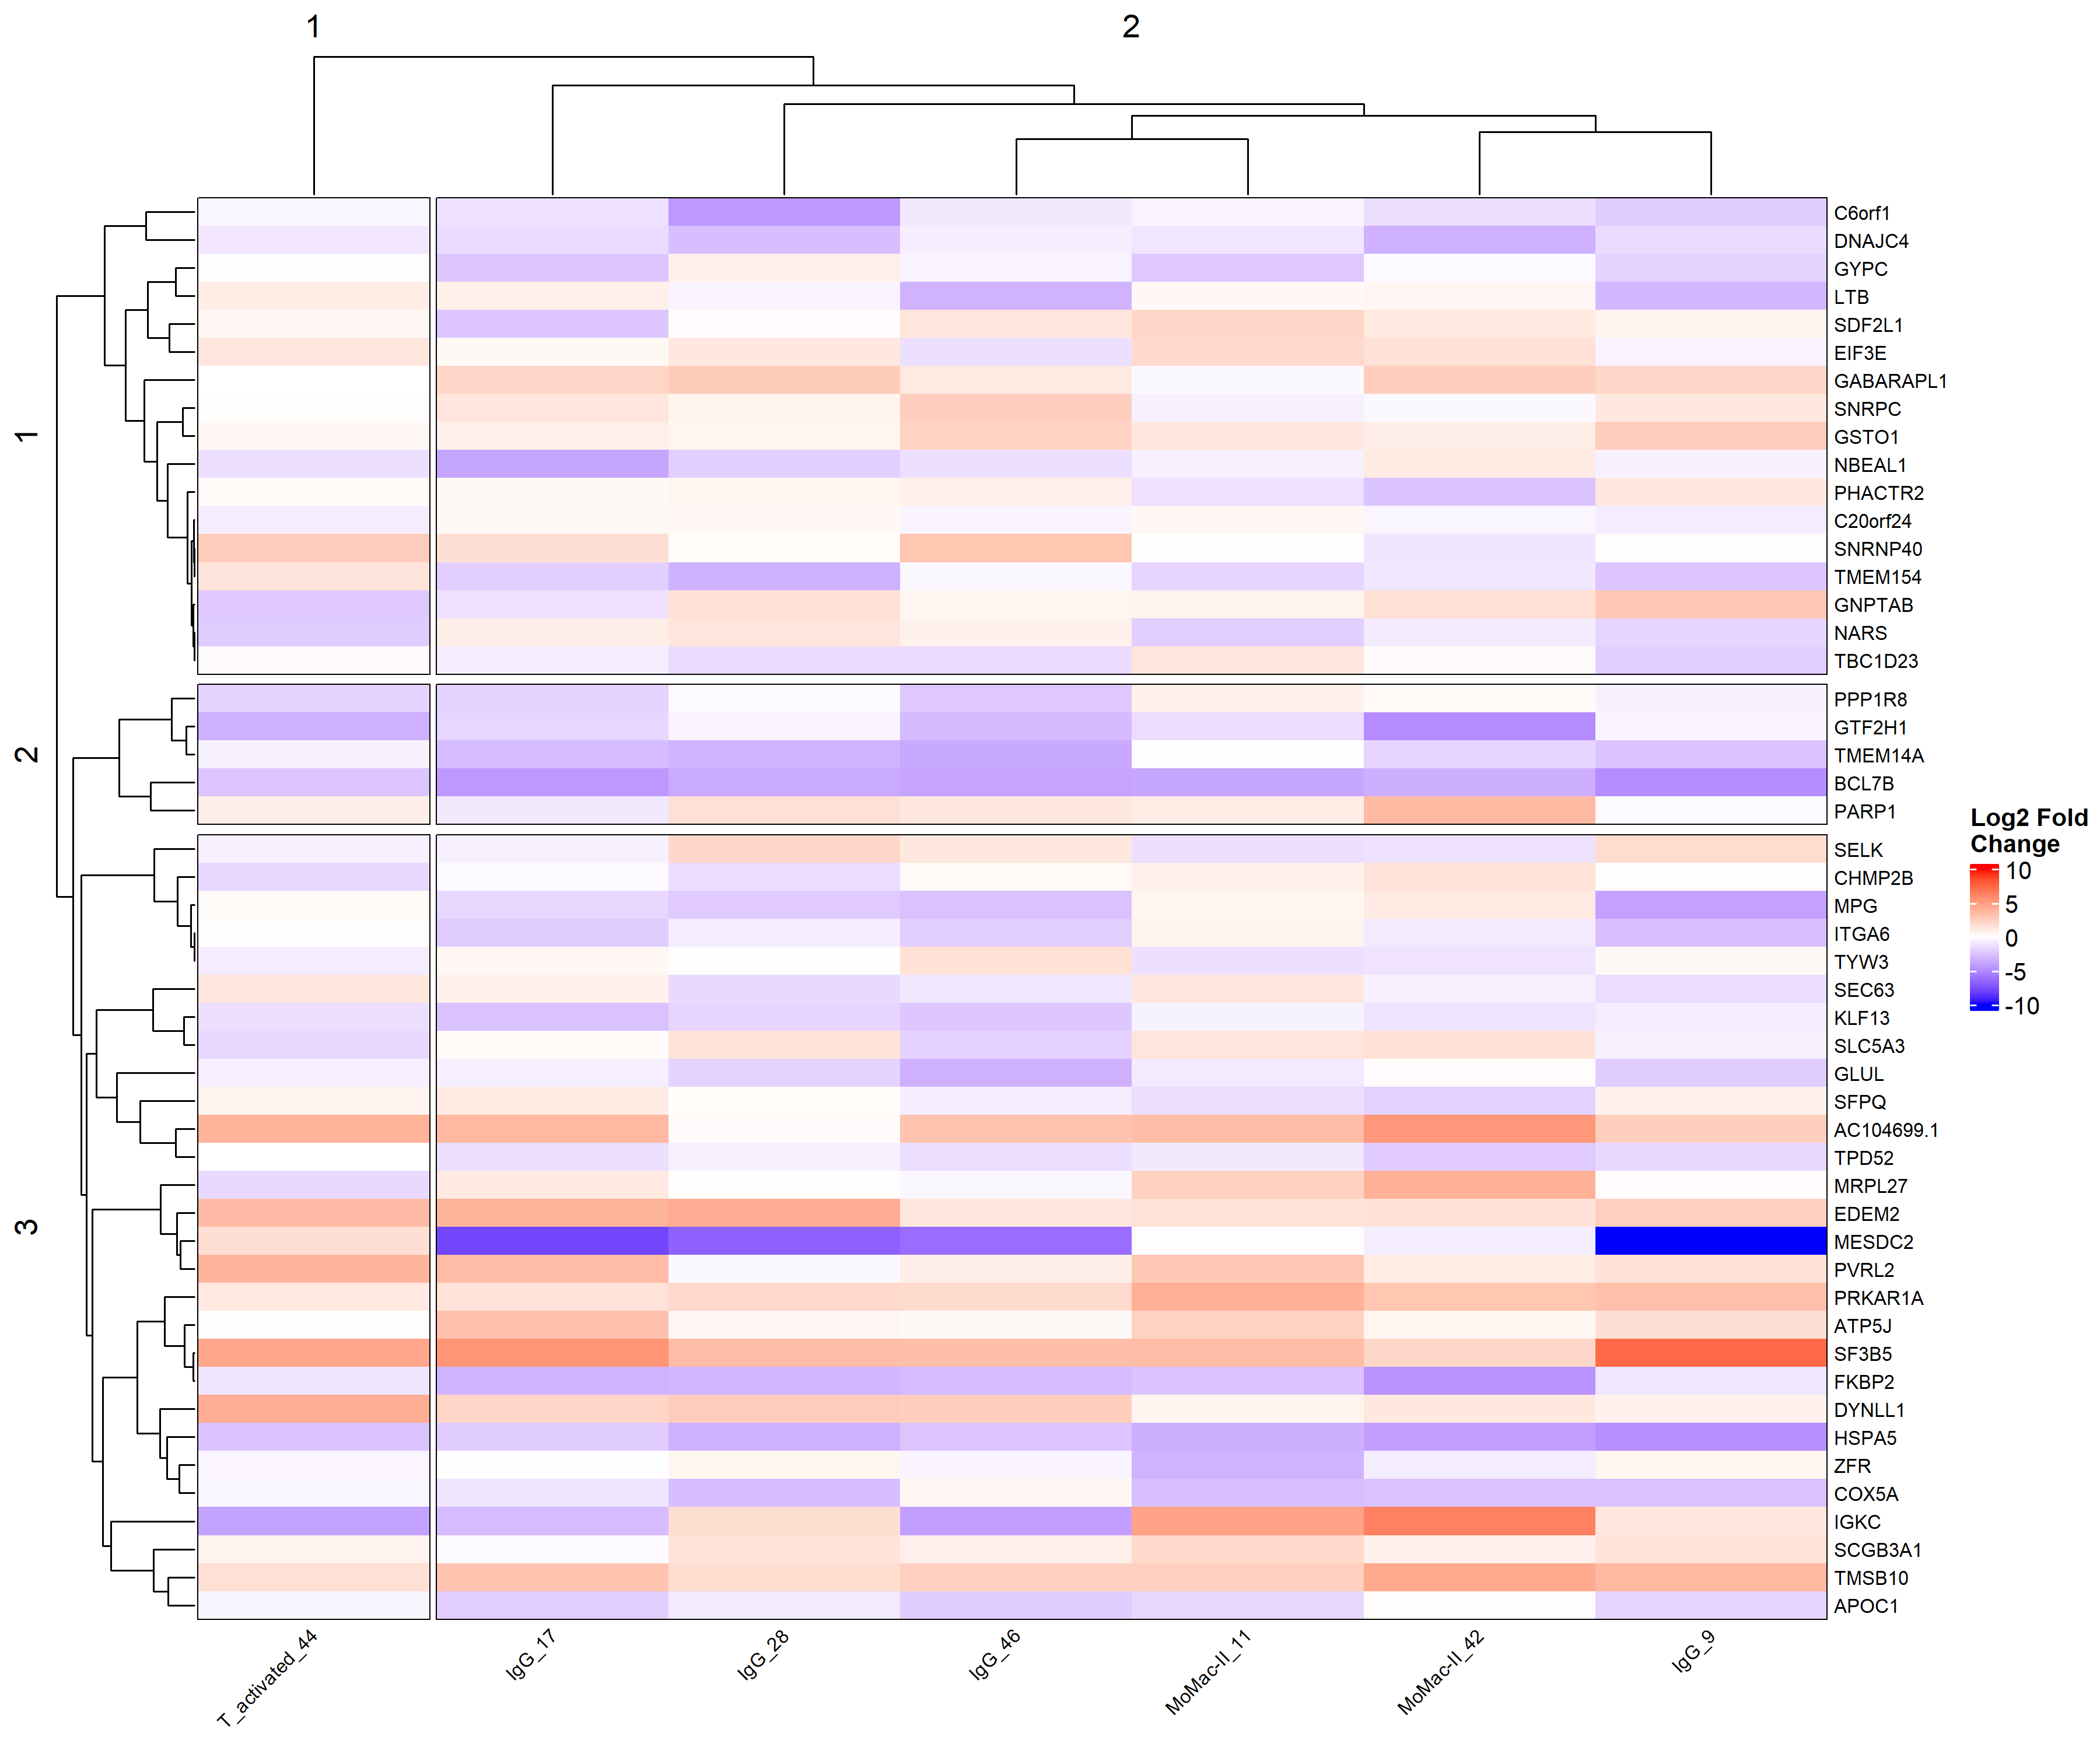 1
2
C6orf1
DNAJC4
GYPC
LTB
SDF2L1
EIF3E
GABARAPL1
SNRPC
GSTO1
NBEAL1
PHACTR2
C20orf24
SNRNP40
TMEM154
GNPTAB
NARS
TBC1D23
1
PPP1R8
GTF2H1
TMEM14A
BCL7B
PARP1
2
SELK
CHMP2B
MPG
ITGA6
TYW3
SEC63
KLF13
SLC5A3
GLUL
SFPQ
AC104699.1
TPD52
MRPL27
EDEM2
MESDC2
PVRL2
PRKAR1A
ATP5J
SF3B5
FKBP2
DYNLL1
HSPA5
ZFR
COX5A
IGKC
SCGB3A1
TMSB10
APOC1
3
Log2 Fold
Change
10
5
0
-5
-10
T_activated_44
IgG_17
IgG_28
IgG_46
MoMac-II_11
MoMac-II_42
IgG_9